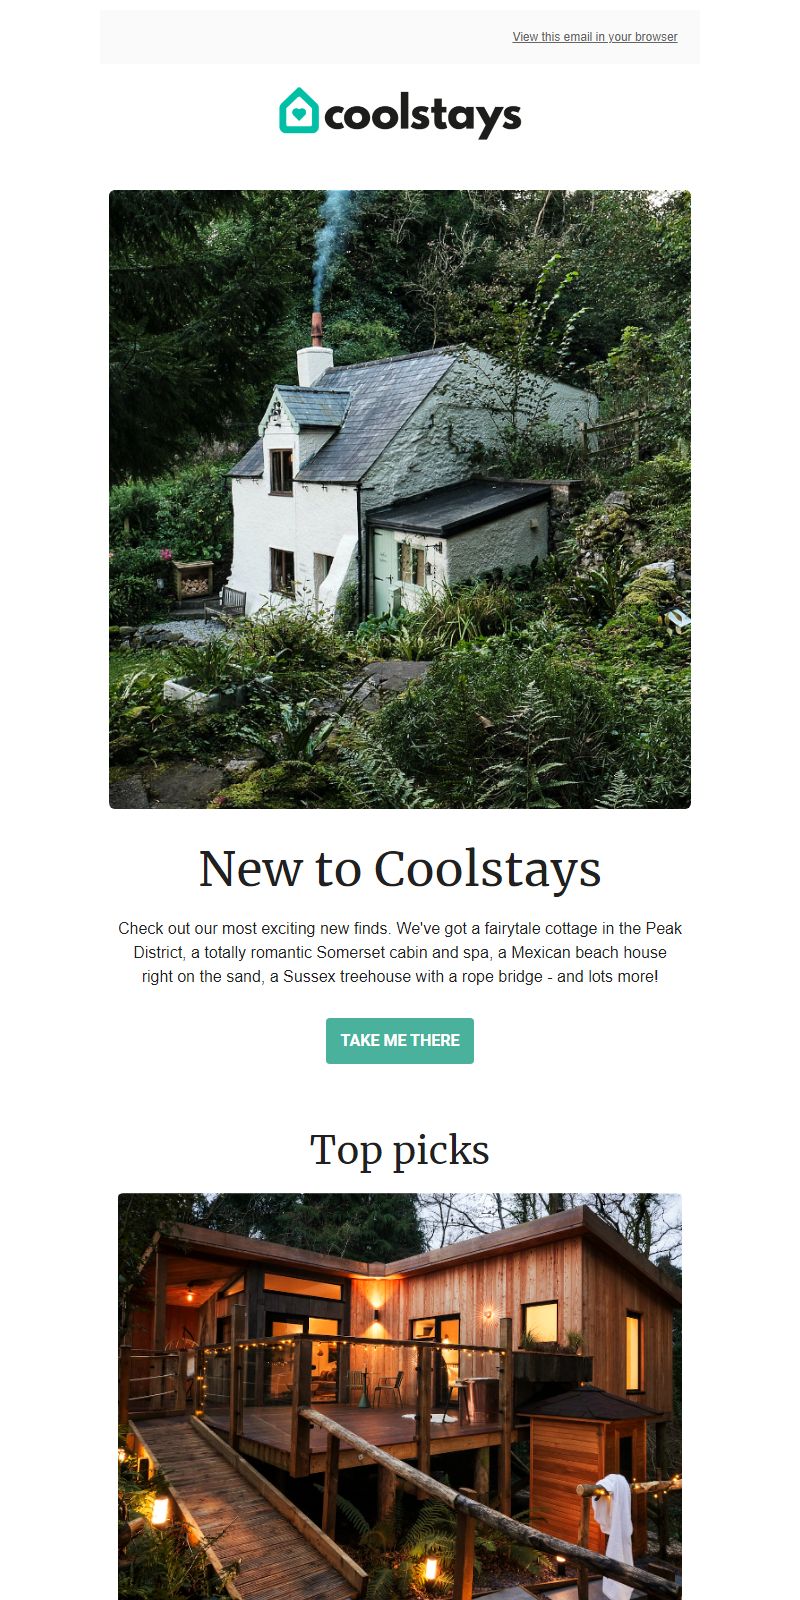 View this email in your browser
coolstays
New to Coolstays
Check out our most exciting new finds. We've got a fairytale cottage in the Peak
District, a totally romantic Somerset cabin and spa, a Mexican beach house
right on the sand, a Sussex treehouse with a rope bridge - and lots more!
TAKE ME THERE
Top picks